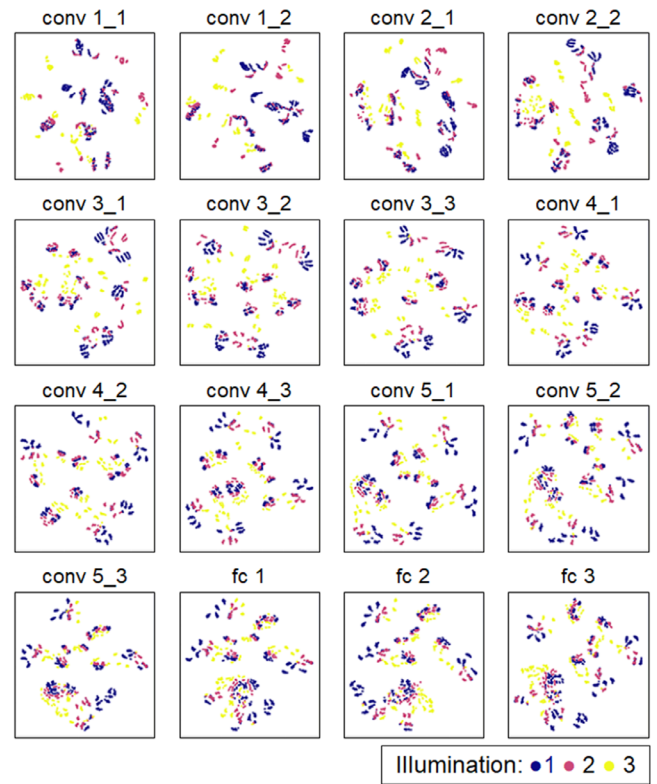 conv 1_1 conv 1_2 conv 2_1 conv 2_2
conv 3_1 conv 3_2 conv 3_3 conv 4_1
conv 4_2 conv 4_3 conv 5_1 conv 5_2
conv 5_3 fc 1 fc 2 fc 3
Illumination: 1 2 3